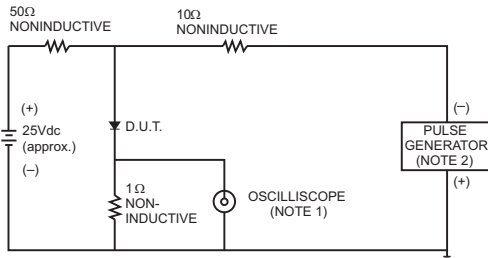 50Ω
NONINDUCTIVE
10Ω
NONINDUCTIVE
(+)
25Vdc
(approx.)
(–)
D.U.T.
1Ω
NON-
INDUCTIVE
OSCILLISCOPE
(NOTE 1)
(–)
PULSE
GENERATOR
(NOTE 2)
(+)